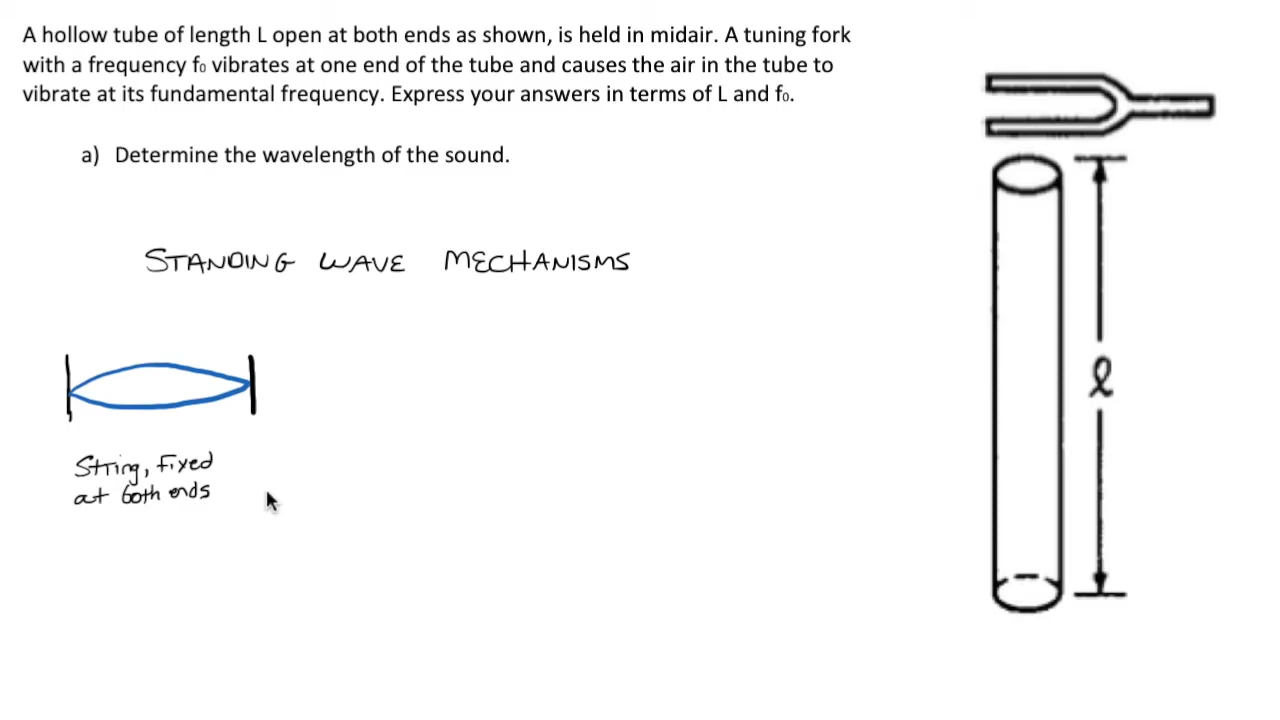 A hollow tube of length L open at both ends as shown, is held in midair. A tuning fork
with a frequency f₀ vibrates at one end of the tube and causes the air in the tube to
vibrate at its fundamental frequency. Express your answers in terms of L and f₀.
a) Determine the wavelength of the sound.
STANDING WAVE MECHANISMS
ℓ
String, fixed
at both ends